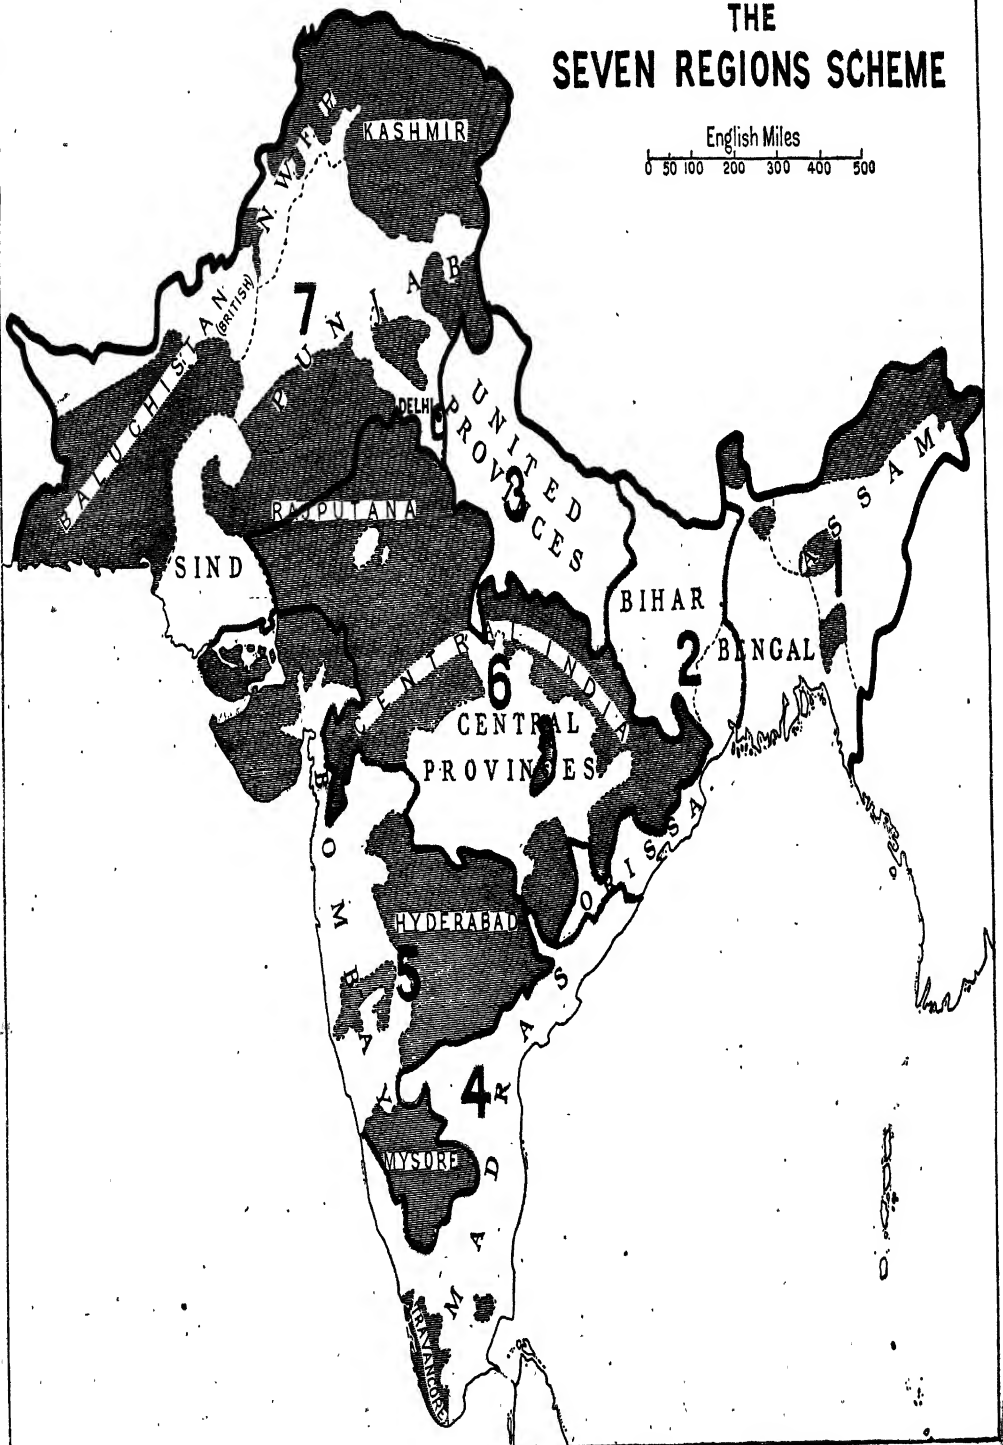 THE
SEVEN REGIONS SCHEME
English Miles
0 50 100 200 300 400 500
KASHMIR
N. W. F. P.
7
PUNJAB
BALUCHISTAN
(BRITISH)
DELHI
UNITED
PROVINCES
3
RAJPUTANA
SIND
ASSAM
1
BIHAR
2
BENGAL
CENTRAL INDIA
6
CENTRAL
PROVINCES
ORISSA
BOMBAY
HYDERABAD
5
MADRAS
4
MYSORE
TRAVANCORE